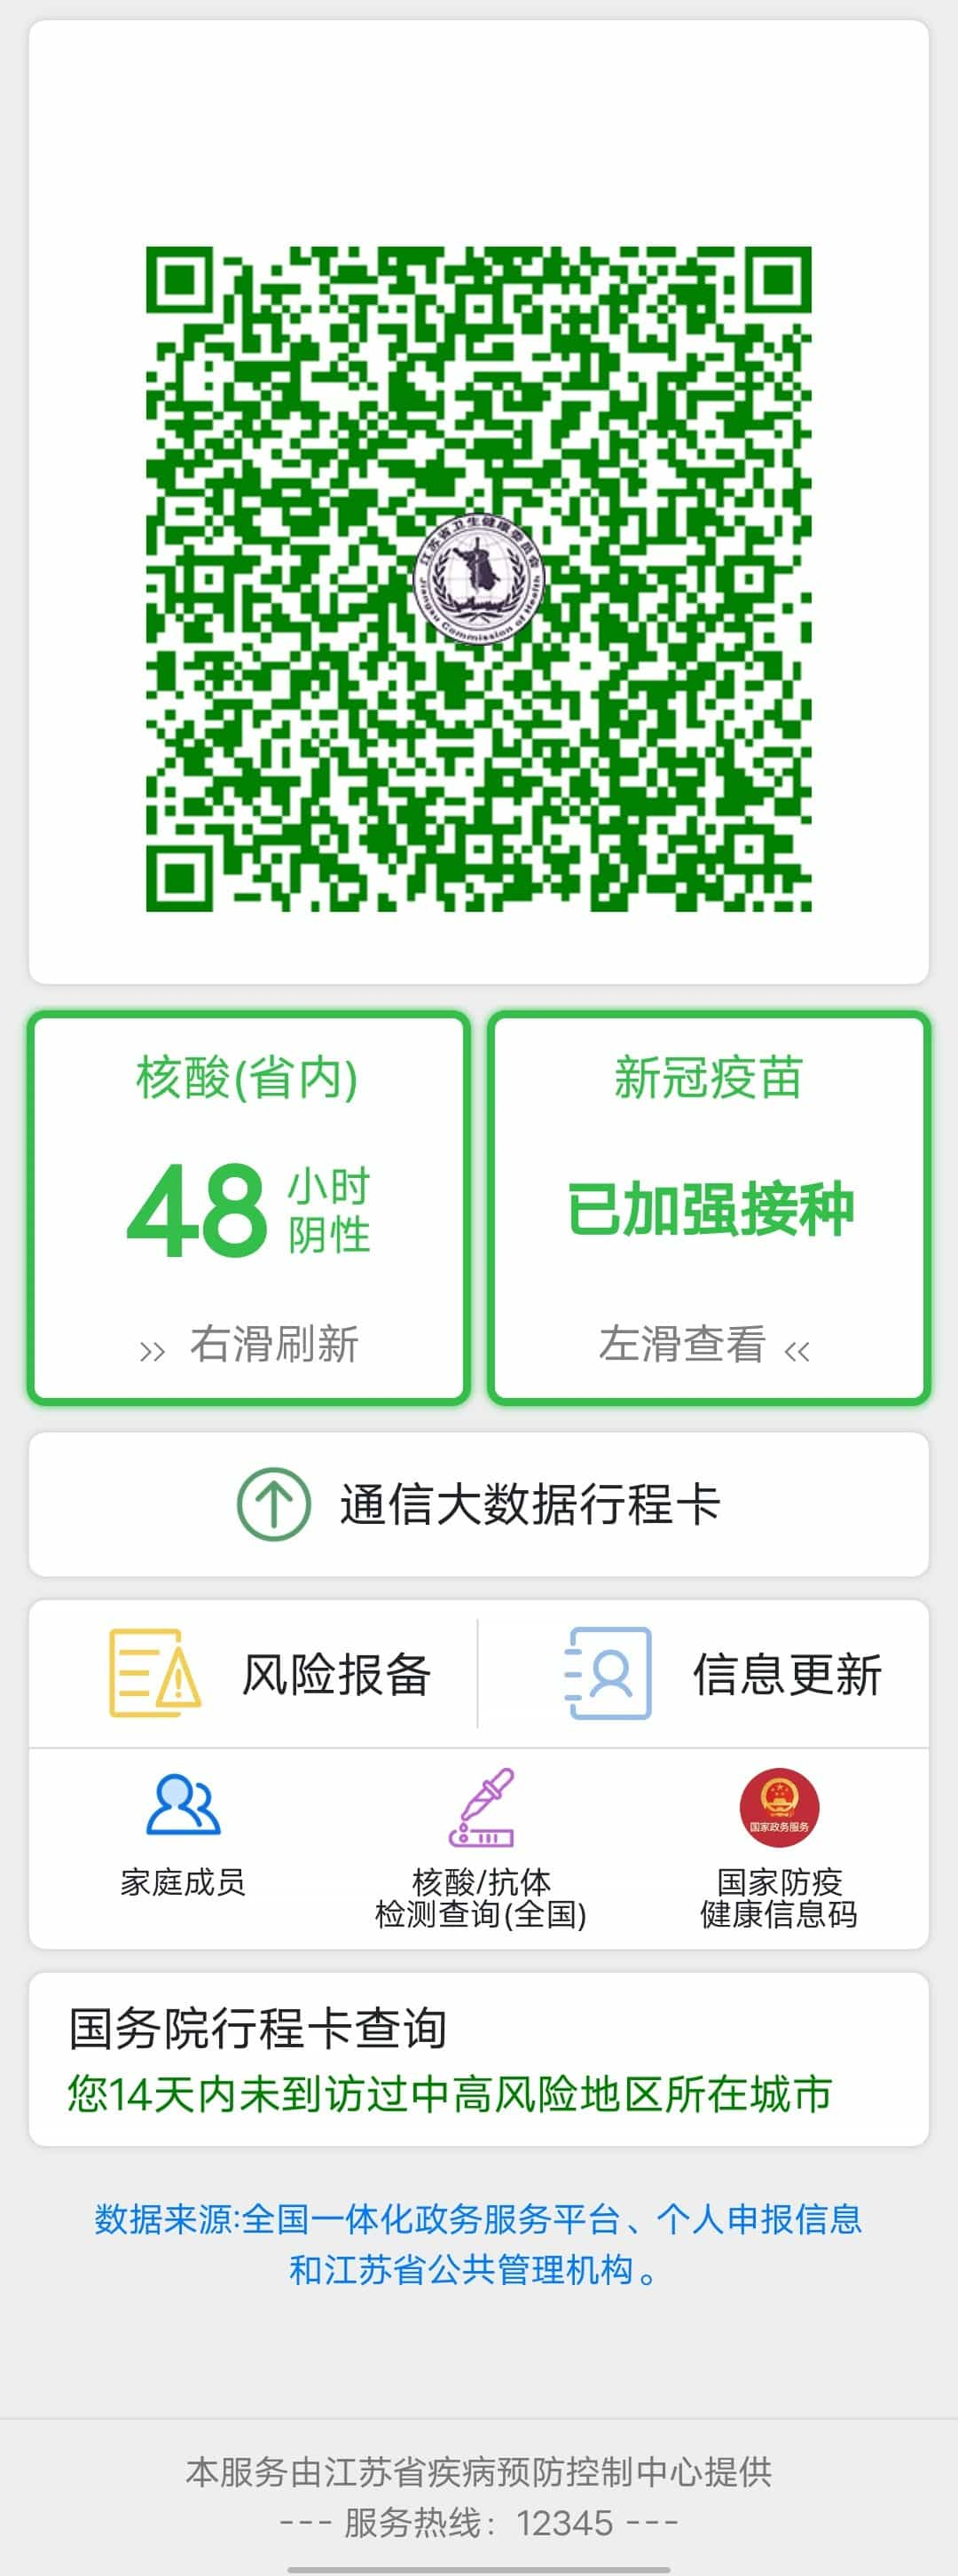 江苏省卫生健康委员会
Jiangsu Commission of Health
核酸(省内)
48 小时
阴性
右滑刷新
新冠疫苗
已加强接种
左滑查看
通信大数据行程卡
风险报备
信息更新
家庭成员
核酸/抗体
检测查询(全国)
国家政务服务
国家防疫
健康信息码
国务院行程卡查询
您14天内未到访过中高风险地区所在城市
数据来源:全国一体化政务服务平台、个人申报信息
和江苏省公共管理机构。
本服务由江苏省疾病预防控制中心提供
--- 服务热线：12345 ---